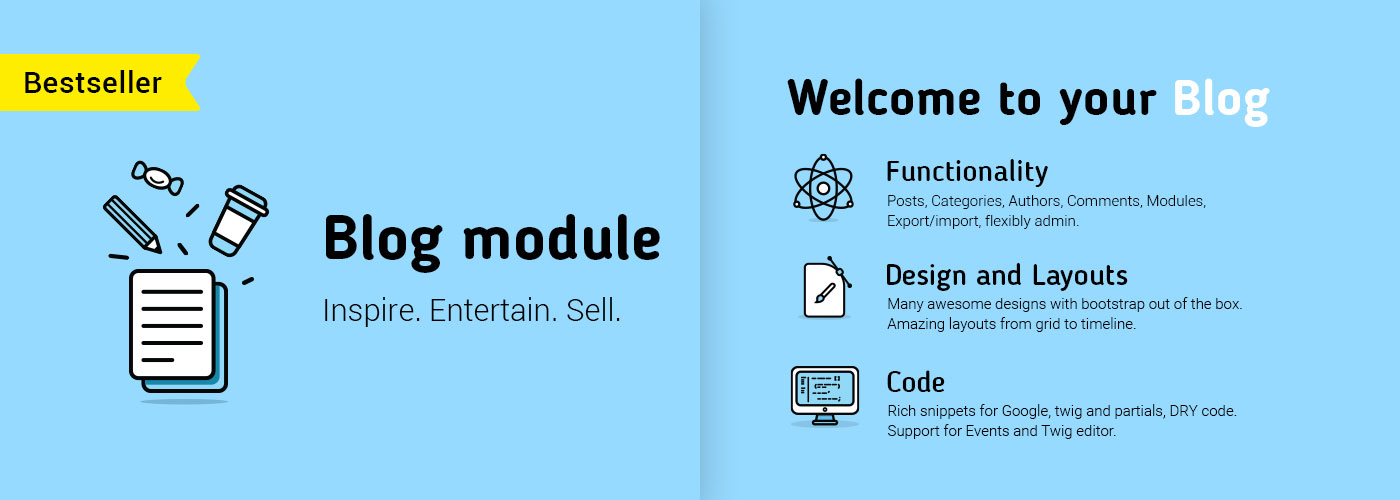 Bestseller
Blog module
Inspire. Entertain. Sell.
Welcome to your Blog
Functionality
Posts, Categories, Authors, Comments, Modules,
Export/import, flexibly admin.
Design and Layouts
Many awesome designs with bootstrap out of the box.
Amazing layouts from grid to timeline.
Code
Rich snippets for Google, twig and partials, DRY code.
Support for Events and Twig editor.